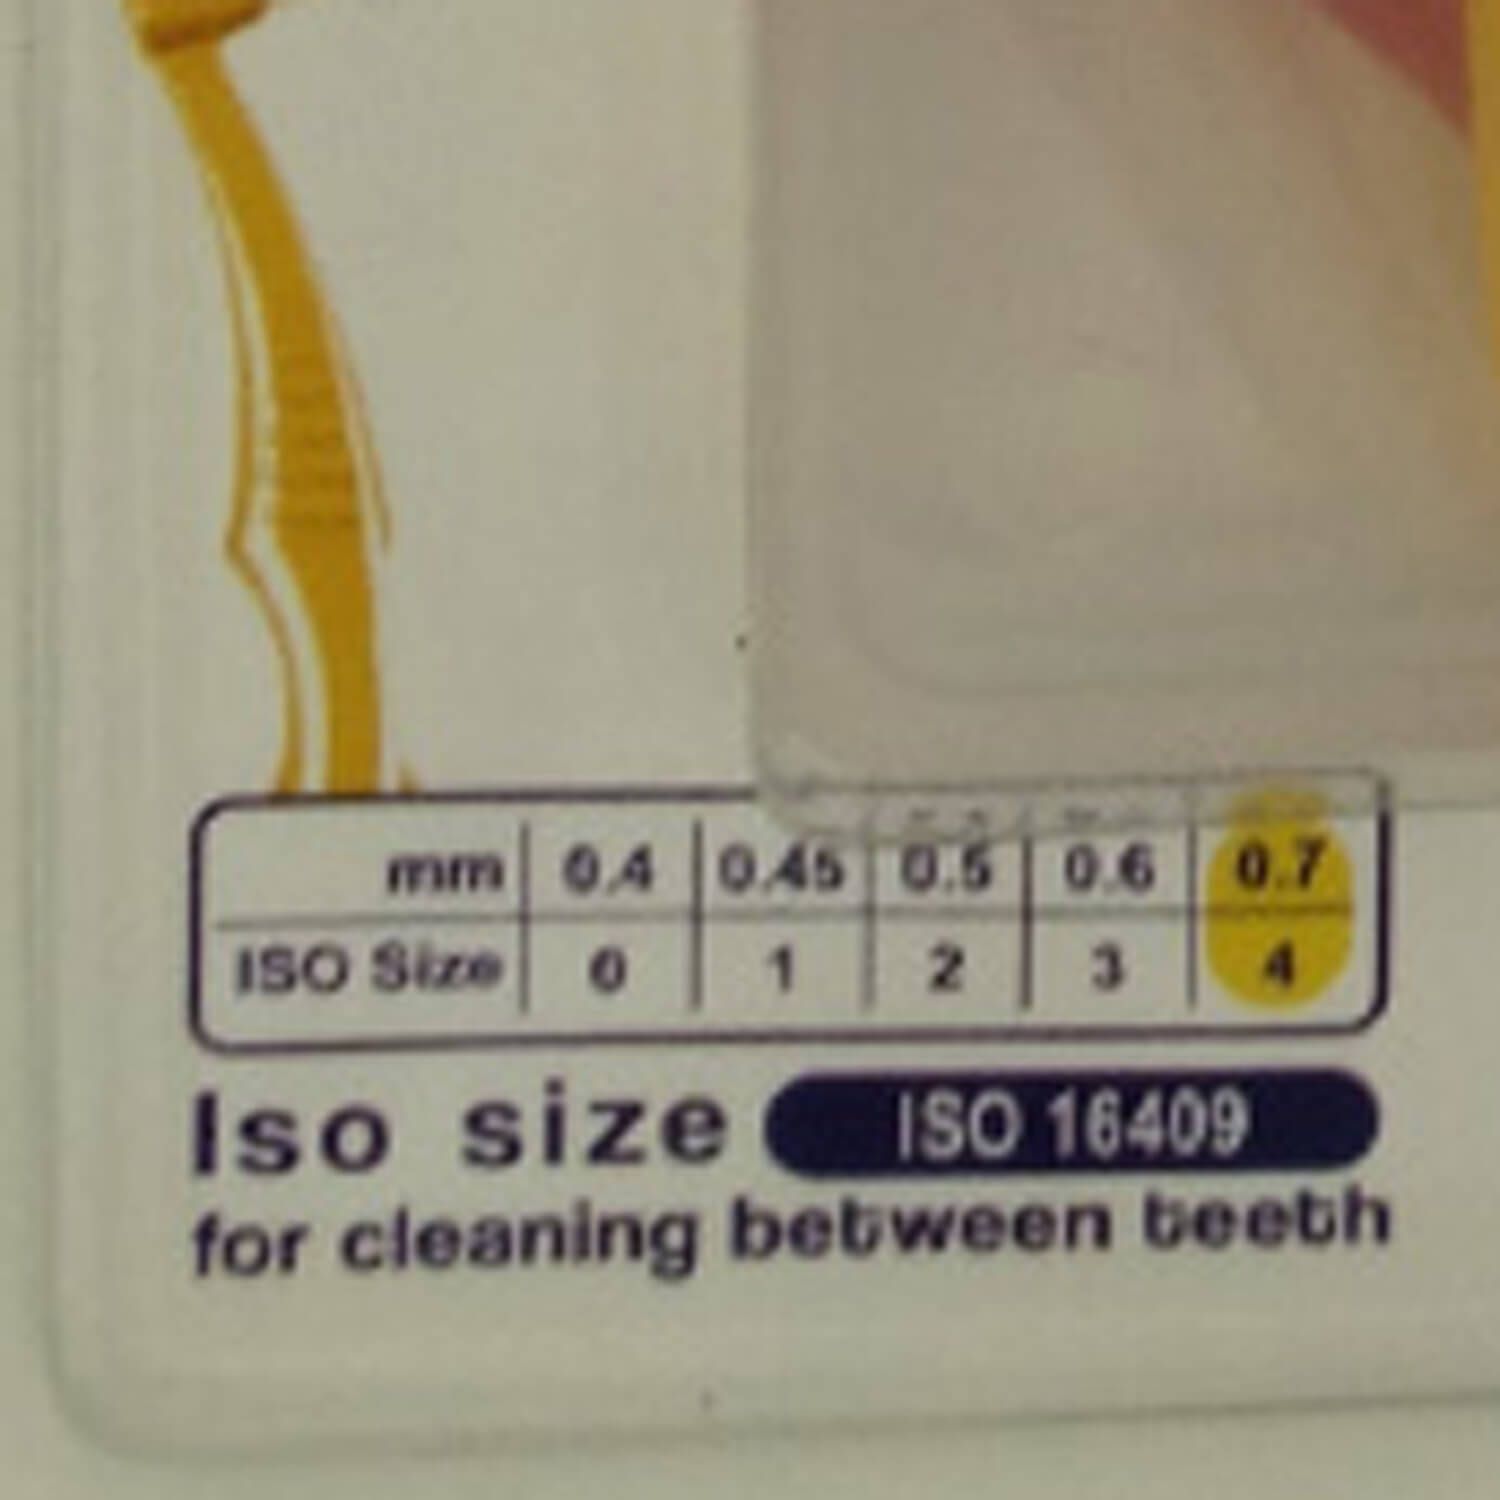 mm 0.4 0.45 0.5 0.6 0.7
ISO Size 0 1 2 3 4
Iso size ISO 16409
for cleaning between teeth